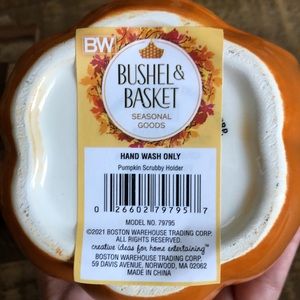 BW
BUSHEL &
BASKET
SEASONAL
GOODS
HAND WASH ONLY
Pumpkin Scrubby Holder
0 26602 79795 7
MODEL NO. 79795
©2021 BOSTON WAREHOUSE TRADING CORP.
ALL RIGHTS RESERVED.
creative ideas for home entertaining™
BOSTON WAREHOUSE TRADING CORP.
59 DAVIS AVENUE, NORWOOD, MA 02062
MADE IN CHINA